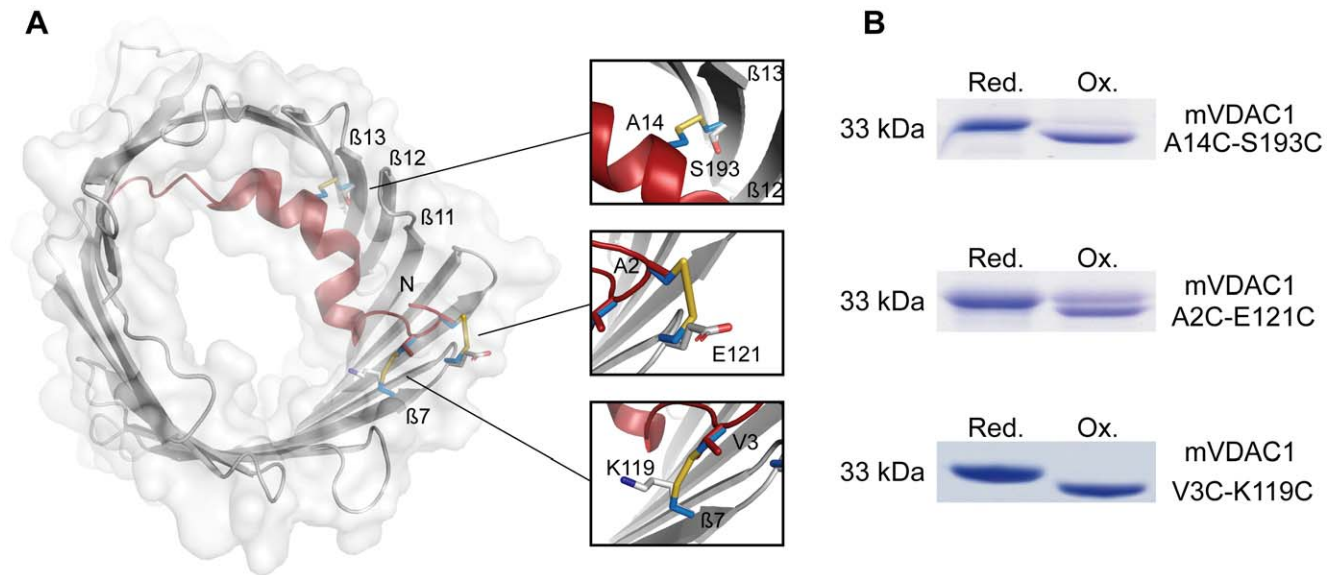 A
ß13
ß12
ß11
N
ß7
A14
ß13
S193
ß12
A2
E121
K119
V3
ß7
B
Red. Ox.
33 kDa
mVDAC1
A14C-S193C
Red. Ox.
33 kDa
mVDAC1
A2C-E121C
Red. Ox.
33 kDa
mVDAC1
V3C-K119C